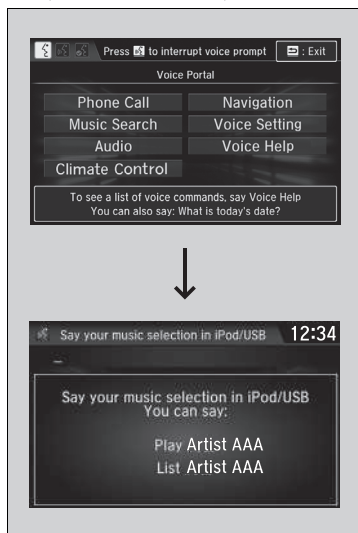 Press to interrupt voice prompt : Exit
Voice Portal
Phone Call Navigation
Music Search Voice Setting
Audio Voice Help
Climate Control
To see a list of voice commands, say Voice Help
You can also say: What is today's date?
Say your music selection in iPod/USB 12:34
Say your music selection in iPod/USB
You can say:
Play Artist AAA
List Artist AAA